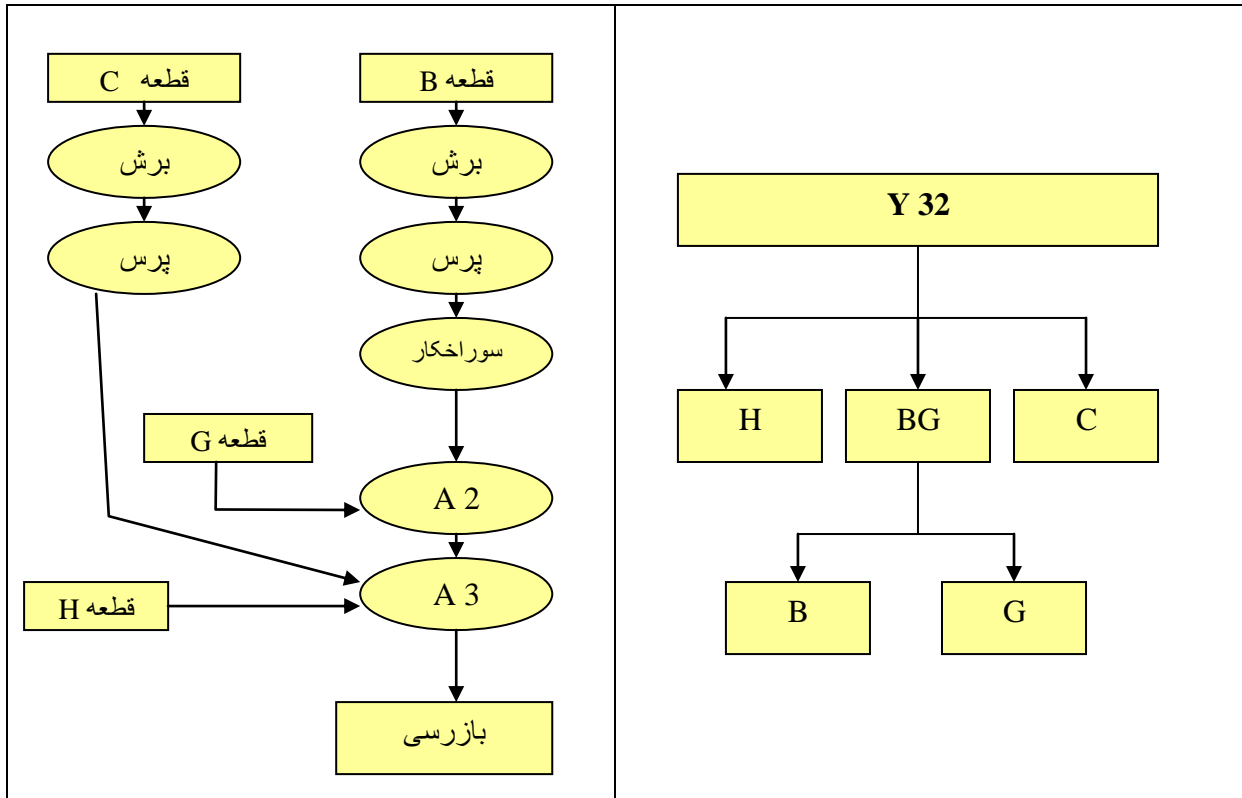 قطعه C
قطعه B
برش
برش
پرس
پرس
سوراخکار
قطعه G
A 2
A 3
قطعه H
بازرسی
Y 32
H
BG
C
B
G